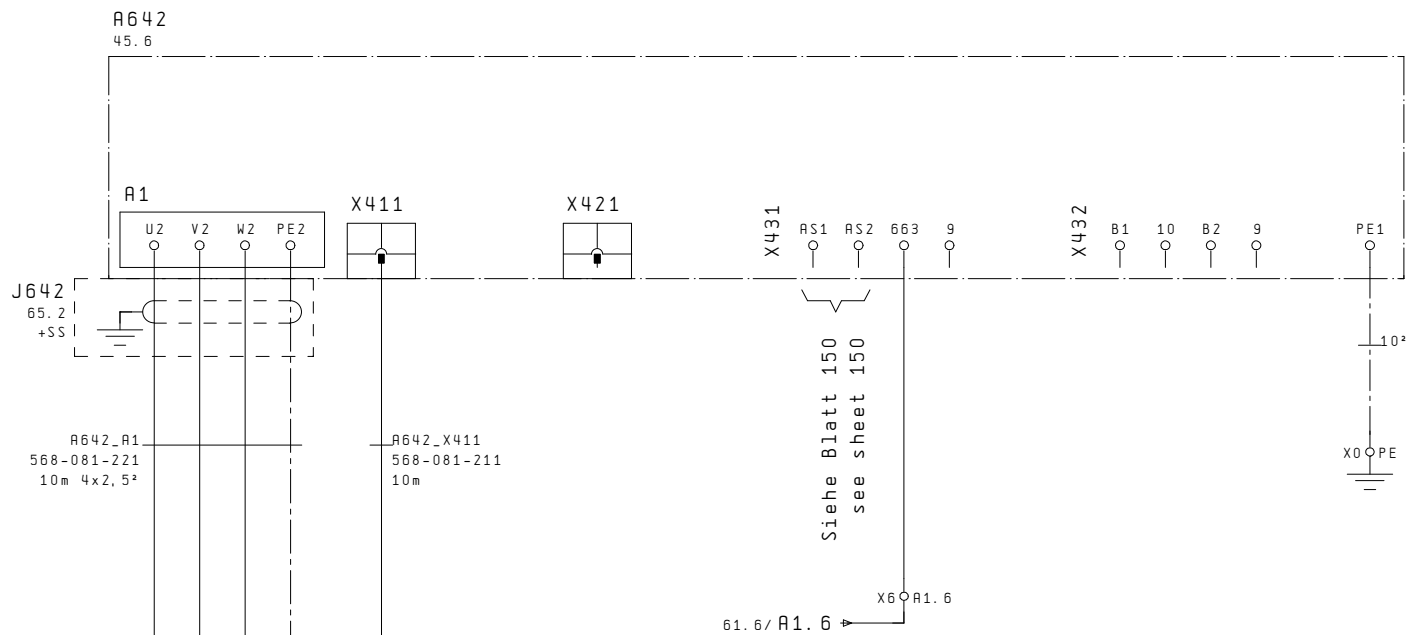 A642
45.6
A1
U2 V2 W2 PE2
X411
X421
X431
AS1 AS2 663 9
X432
B1 10 B2 9
PE1
J642
65.2
+SS
10²
Siehe Blatt 150
see sheet 150
A642_A1
568-081-221
10m 4x2,5²
A642_X411
568-081-211
10m
X0 PE
X6 A1.6
61.6/ A1.6